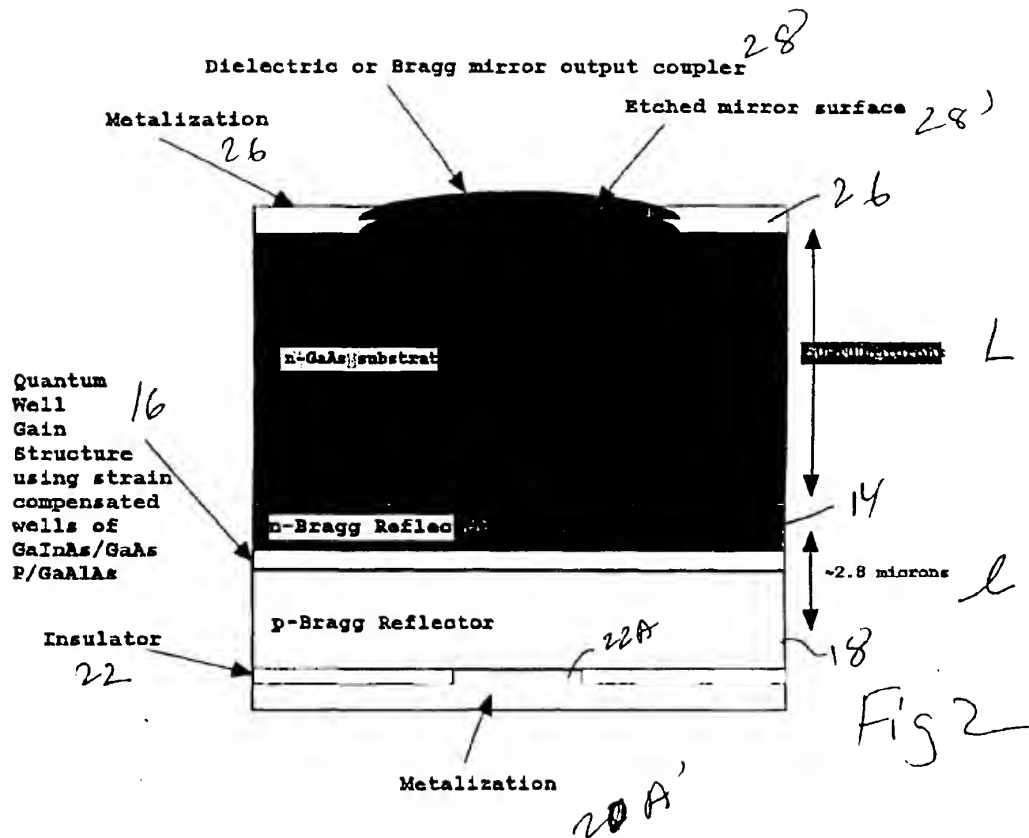 28
Dielectric or Bragg mirror output coupler
Etched mirror surface 28'
Metalization
26
26
n-GaAs substrat
L
Quantum
Well 16
Gain
Structure
using strain
compensated
wells of
GaInAs/GaAs
P/GaAlAs
14
n-Bragg Reflec
~2.8 microns l
p-Bragg Reflector
22A
18
Insulator
22
Fig 2
Metalization
20A'